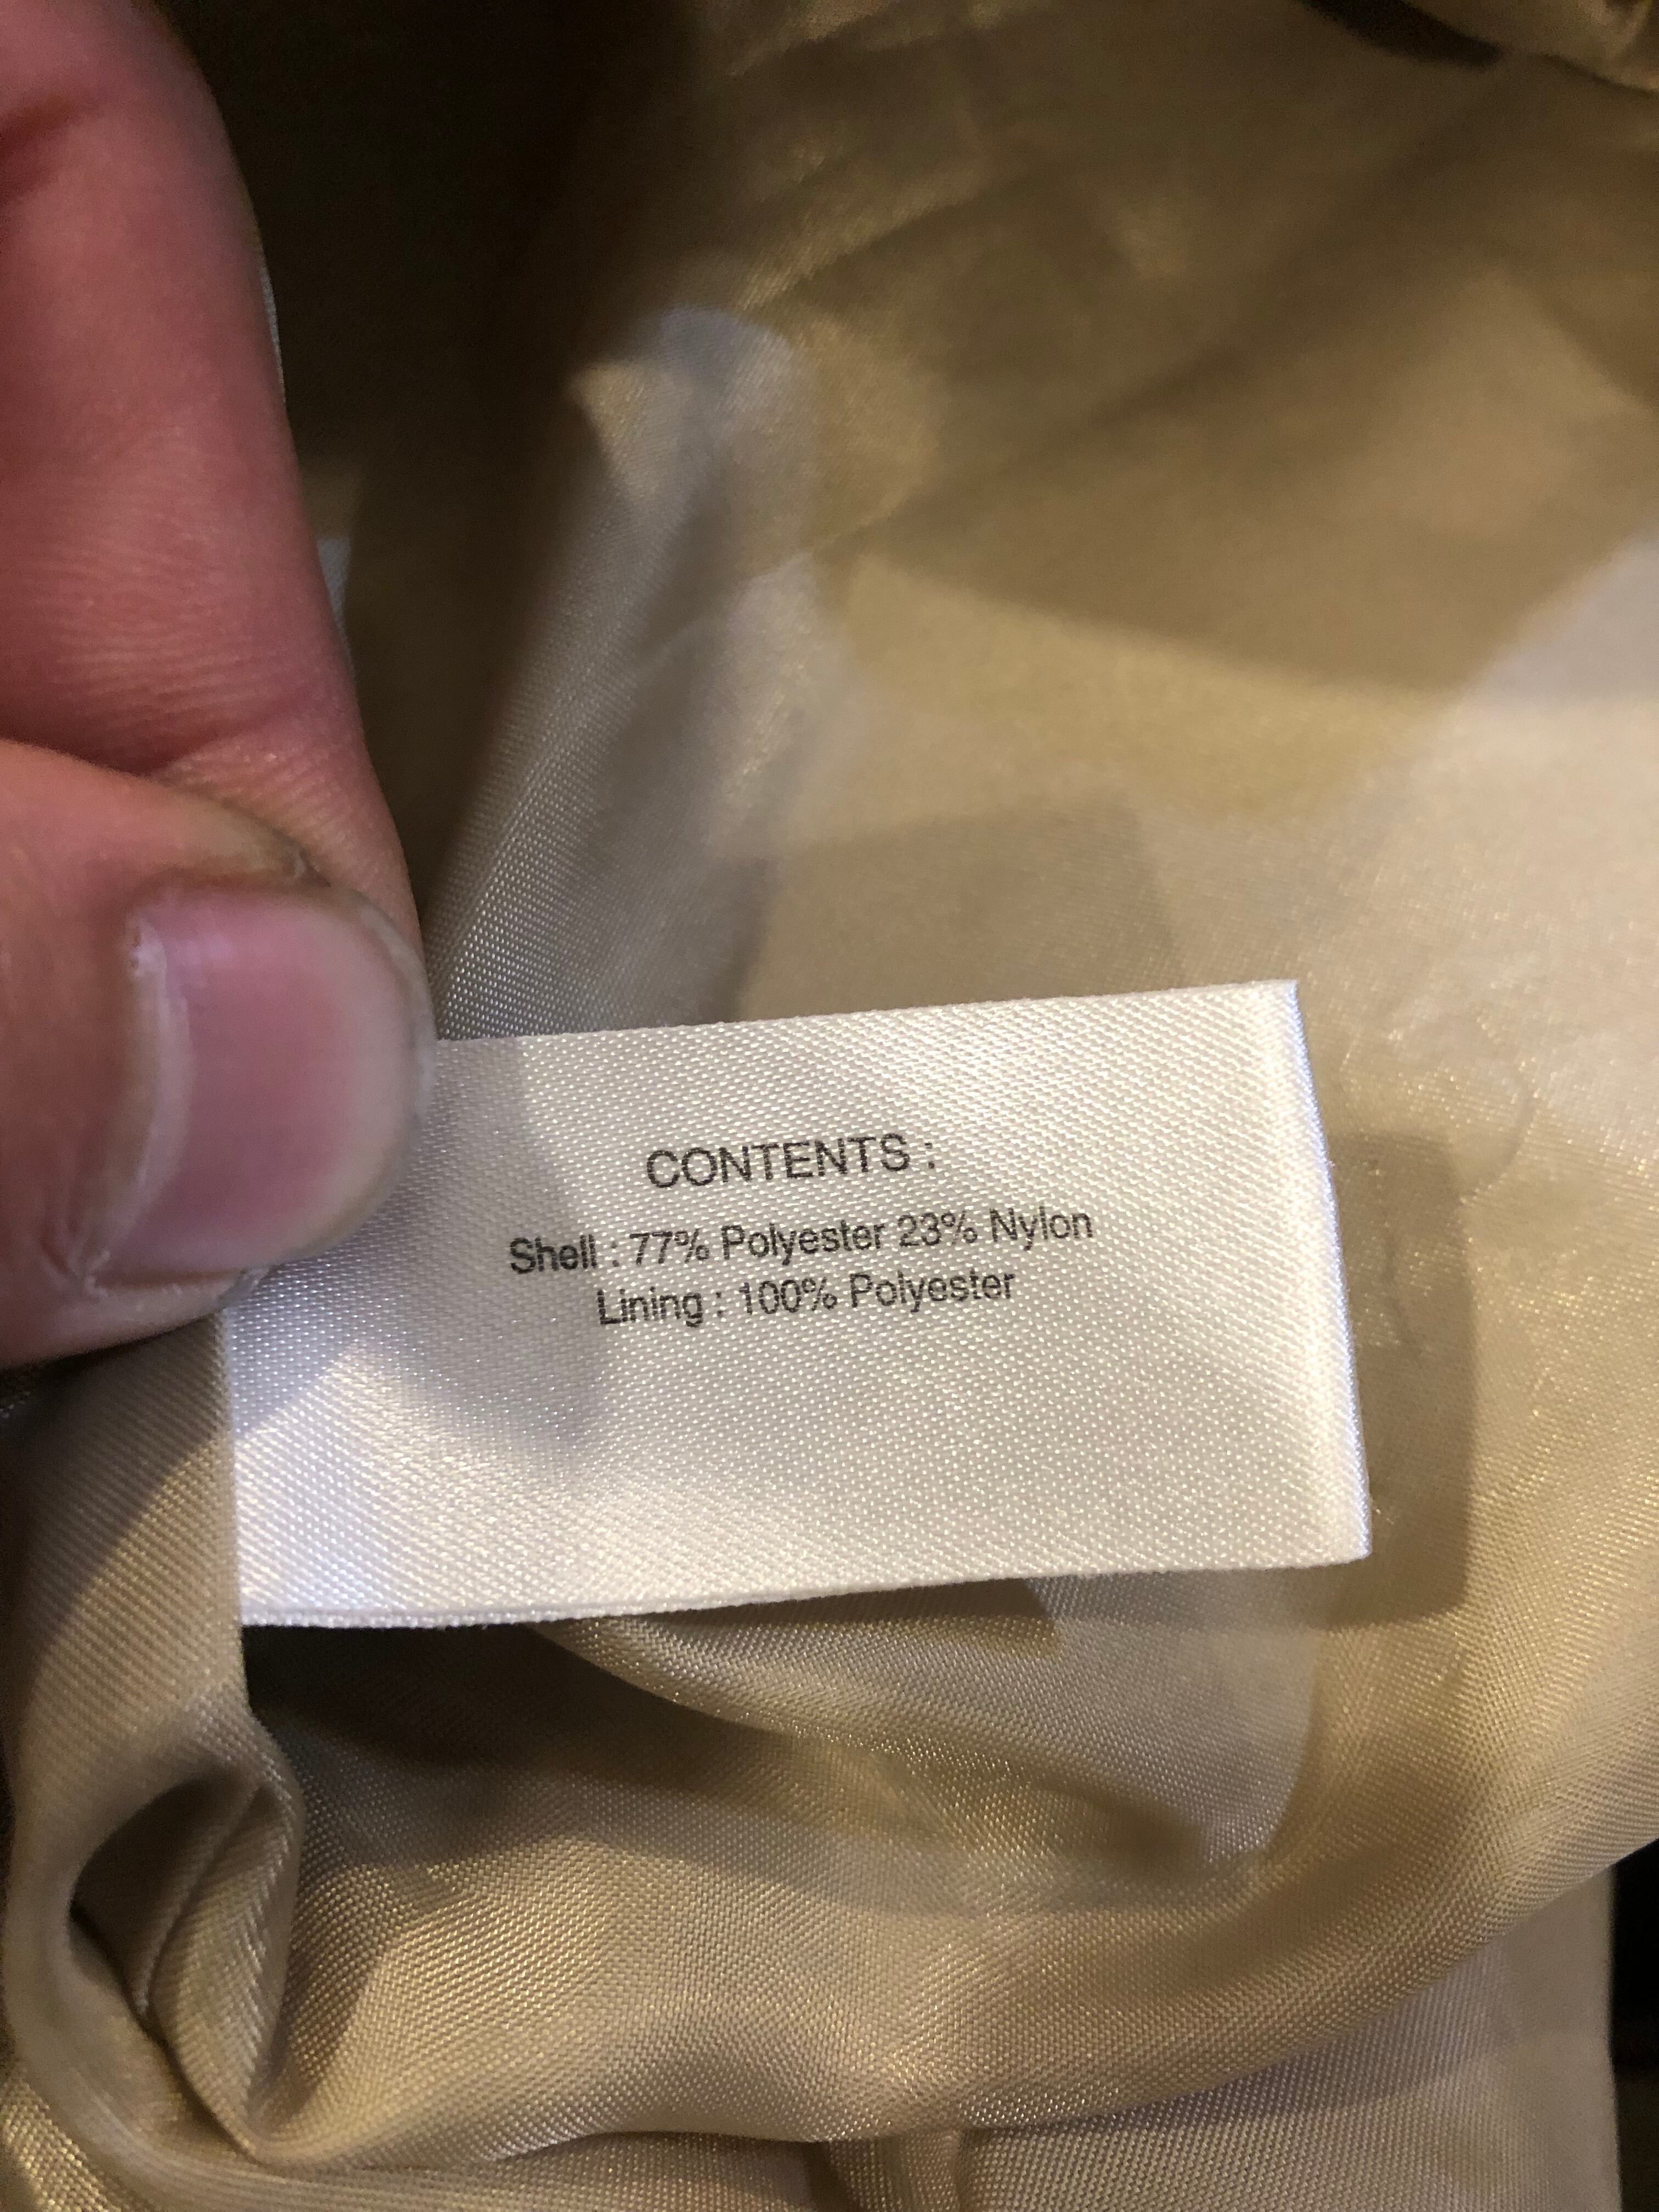 CONTENTS :
Shell : 77% Polyester 23% Nylon
Lining : 100% Polyester